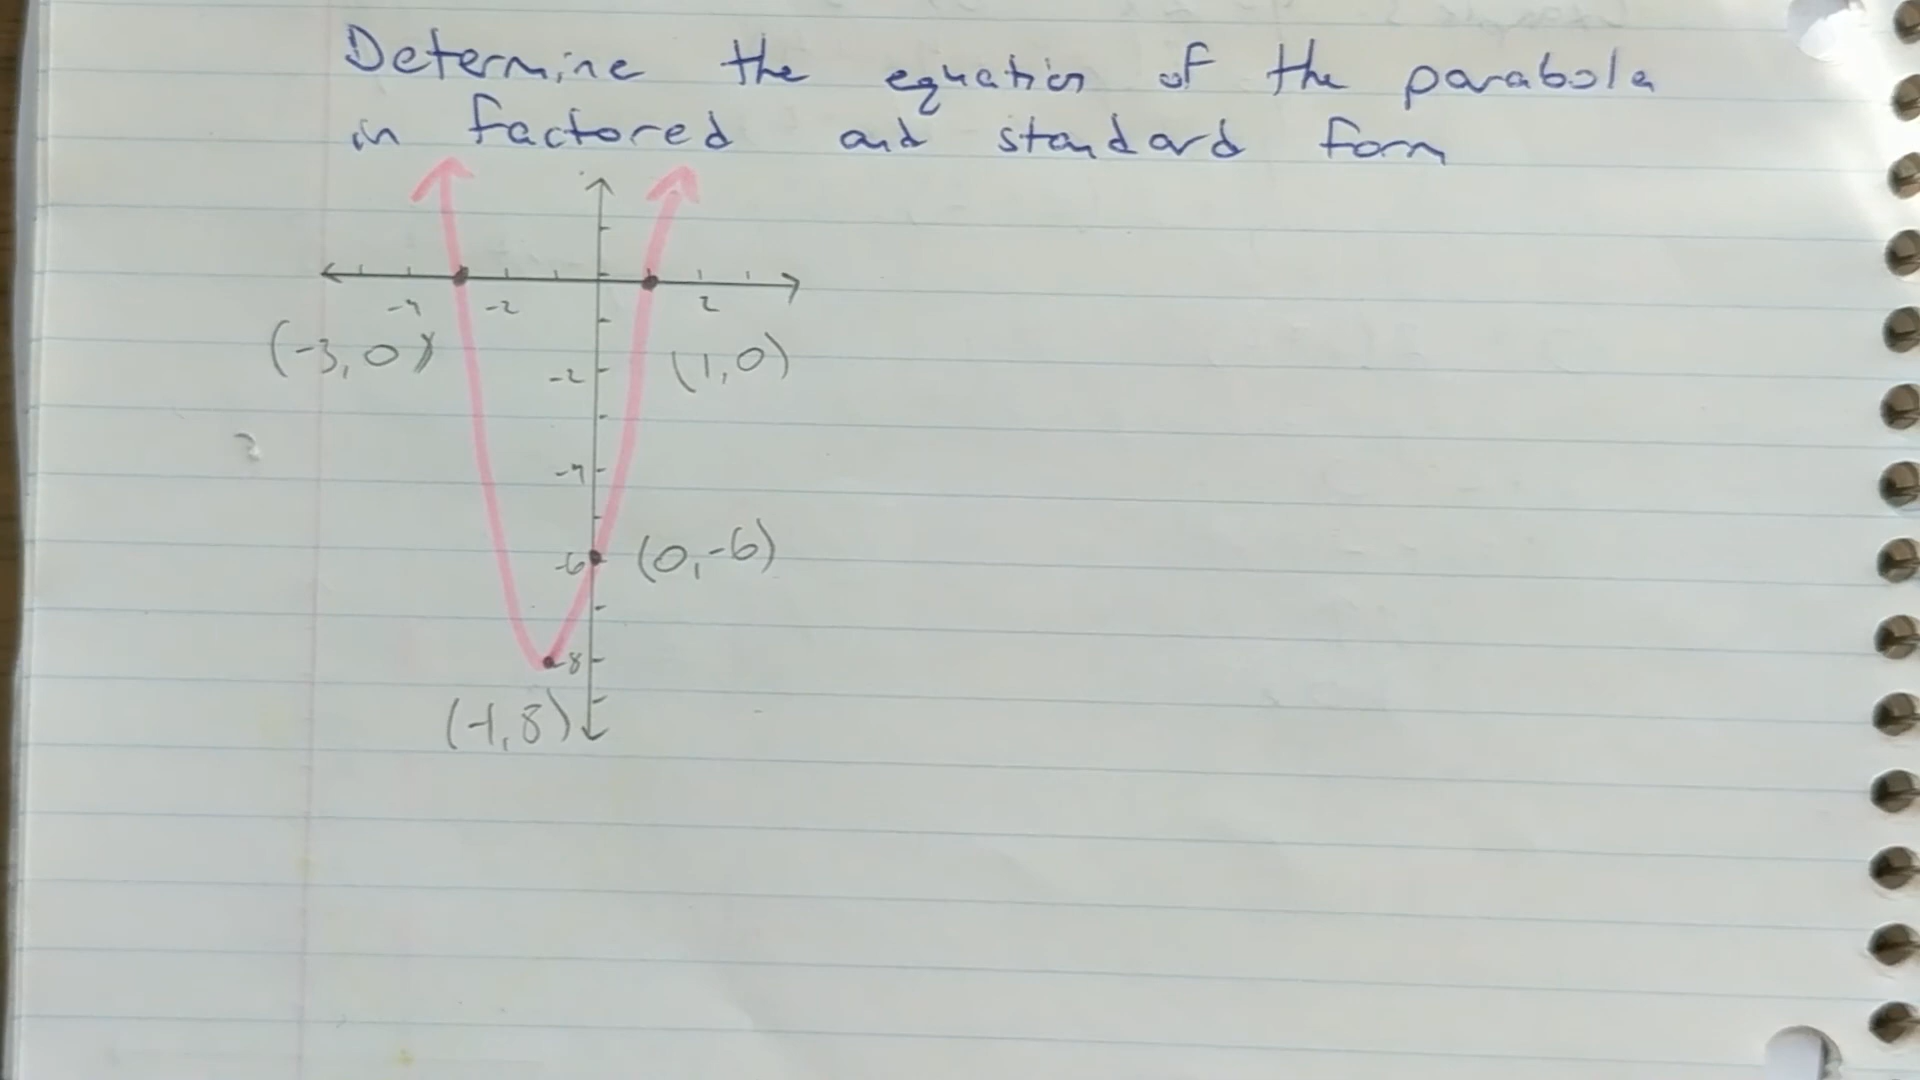 Determine the equation of the parabola
in factored and standard form
-4 -2 2
(-3,0) -2 (1,0)
-4
-6 (0,-6)
-8
(-1,8)